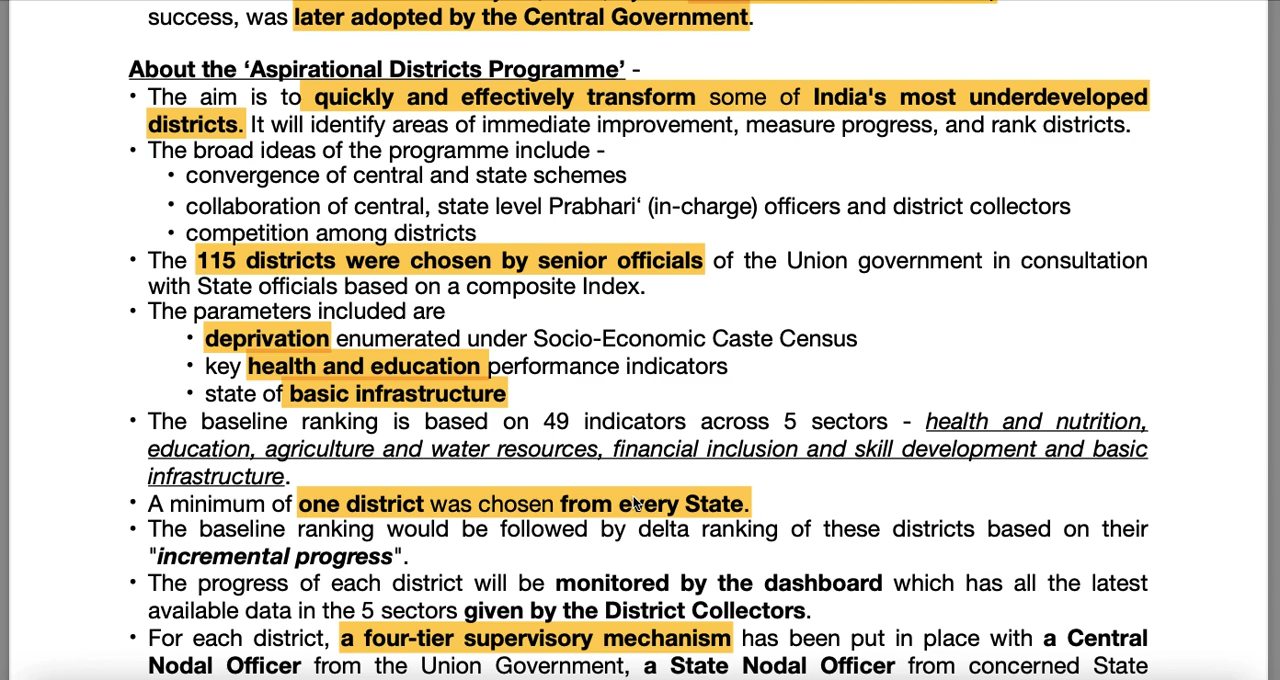 success, was later adopted by the Central Government.
About the ‘Aspirational Districts Programme’ -
• The aim is to quickly and effectively transform some of India's most underdeveloped
districts. It will identify areas of immediate improvement, measure progress, and rank districts.
• The broad ideas of the programme include -
• convergence of central and state schemes
• collaboration of central, state level Prabhari‘ (in-charge) officers and district collectors
• competition among districts
• The 115 districts were chosen by senior officials of the Union government in consultation
with State officials based on a composite Index.
• The parameters included are
• deprivation enumerated under Socio-Economic Caste Census
• key health and education performance indicators
• state of basic infrastructure
• The baseline ranking is based on 49 indicators across 5 sectors - health and nutrition,
education, agriculture and water resources, financial inclusion and skill development and basic
infrastructure.
• A minimum of one district was chosen from every State.
• The baseline ranking would be followed by delta ranking of these districts based on their
"incremental progress".
• The progress of each district will be monitored by the dashboard which has all the latest
available data in the 5 sectors given by the District Collectors.
• For each district, a four-tier supervisory mechanism has been put in place with a Central
Nodal Officer from the Union Government, a State Nodal Officer from concerned State